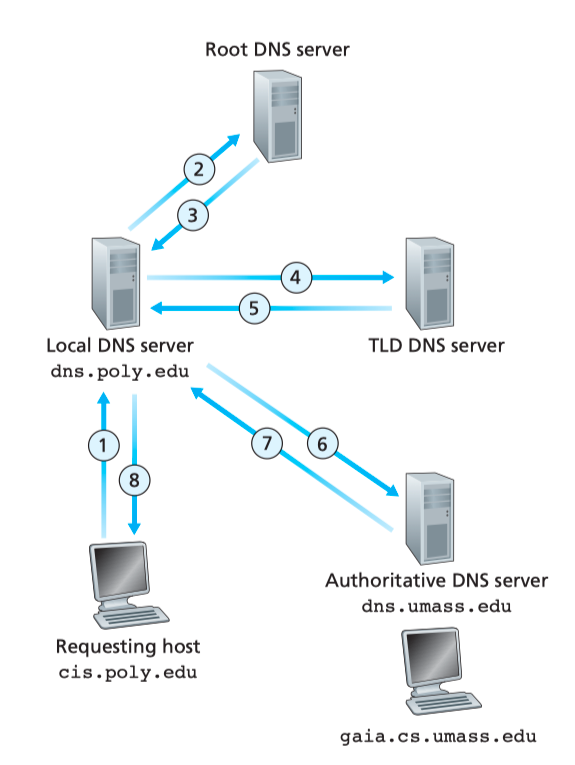 Root DNS server
2
3
4
5
Local DNS server
dns.poly.edu
TLD DNS server
1
8
7
6
Authoritative DNS server
dns.umass.edu
Requesting host
cis.poly.edu
gaia.cs.umass.edu